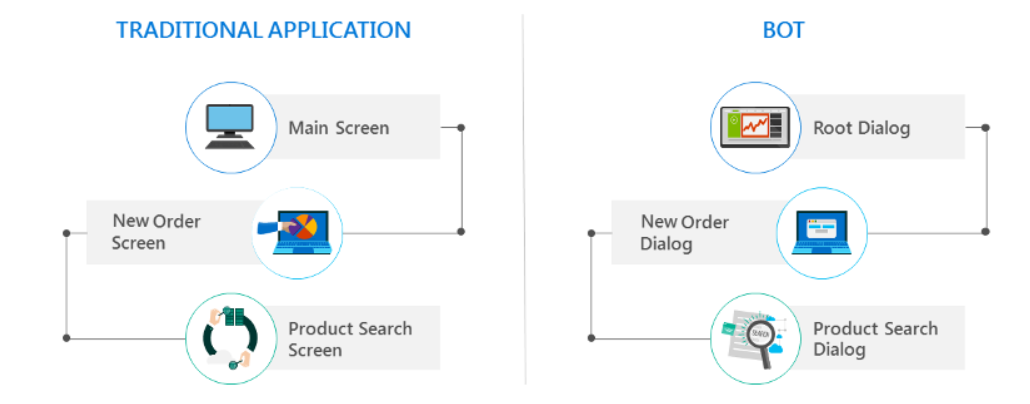 TRADITIONAL APPLICATION
Main Screen
New Order
Screen
Product Search
Screen
BOT
Root Dialog
New Order
Dialog
SEARCH
Product Search
Dialog